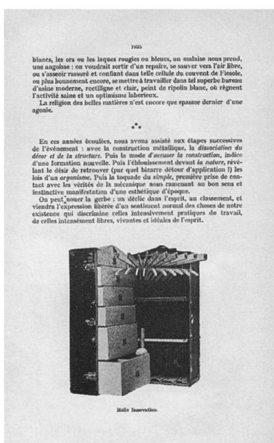 1925
blancs, les ors ou les laques rouges ou bleues, un malaise nous prend,
une angoisse : on voudrait sortir d'un repaire, se sauver vers l'air libre,
ou s'asseoir rassuré et confiant dans telle cellule du couvent de Fiesole,
ou plus honnement encore, se mettre à travailler dans tel superbe bureau
d'usine moderne, rectiligne et clair, peint de ripolin blanc, où règnent
l'activité saine et un optimisme laborieux.
La religion des belles matières n'est encore que spasme dernier d'une
agonie.
* * *
En ces années écoulées, nous avons assisté aux étapes successives
de l'événement : avec la construction métallique, la dissociation du
décor et de la structure. Puis la mode d'accuser la construction, indice
d'une formation nouvelle. Puis l'éblouissement devant la nature, révé-
lant le désir de retrouver (par quel bizarre détour d'application !) les
lois d'un organisme. Puis la toquade du simple, première prise de con-
tact avec les vérités de la mécanique nous ramenant au bon sens et
instinctive manifestation d'une esthétique d'époque.
On peut nouer la gerbe : un déclic dans l'esprit, un classement, et
viendra l'expression libérée d'un sentiment normal des choses de notre
existence qui discrimine celles intensivement pratiques du travail,
de celles intensément libres, vivantes et idéales de l'esprit.
Malle Innovation.